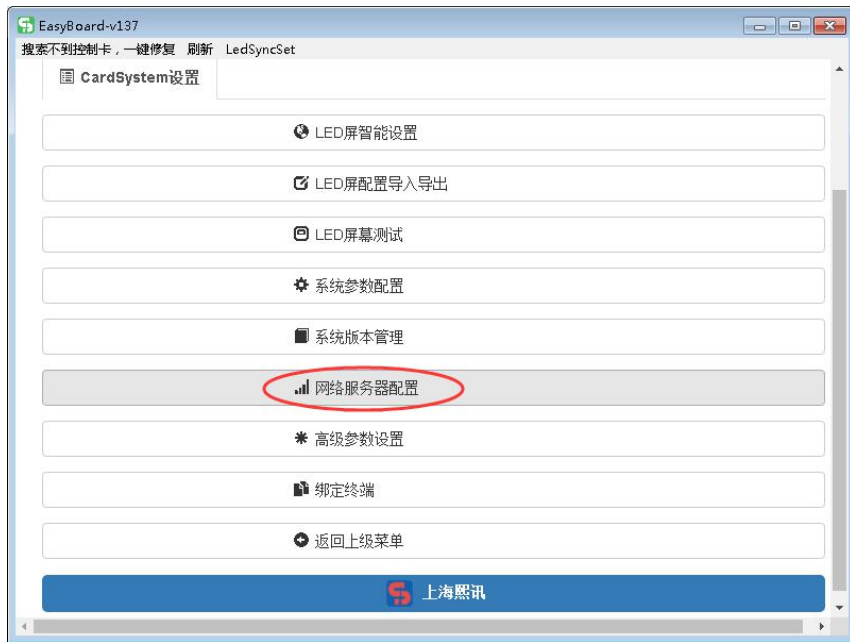 EasyBoard-v137
搜索不到控制卡，一键修复 刷新 LedSyncSet
CardSystem设置
LED屏智能设置
LED屏配置导入导出
LED屏幕测试
系统参数配置
系统版本管理
网络服务器配置
高级参数设置
绑定终端
返回上级菜单
上海熙讯